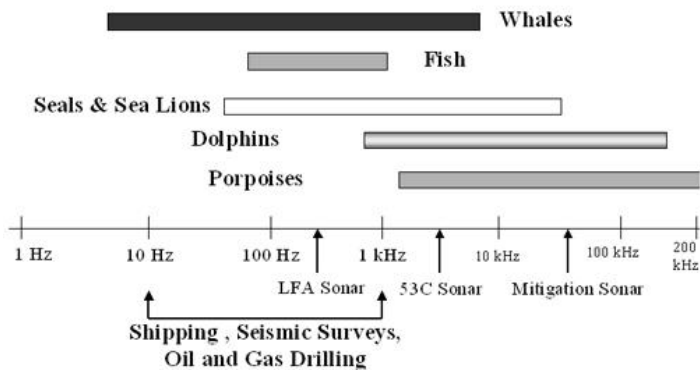 Whales
Fish
Seals & Sea Lions
Dolphins
Porpoises
1 Hz 10 Hz 100 Hz 1 kHz 10 kHz 100 kHz 200 kHz
LFA Sonar 53C Sonar Mitigation Sonar
Shipping , Seismic Surveys,
Oil and Gas Drilling